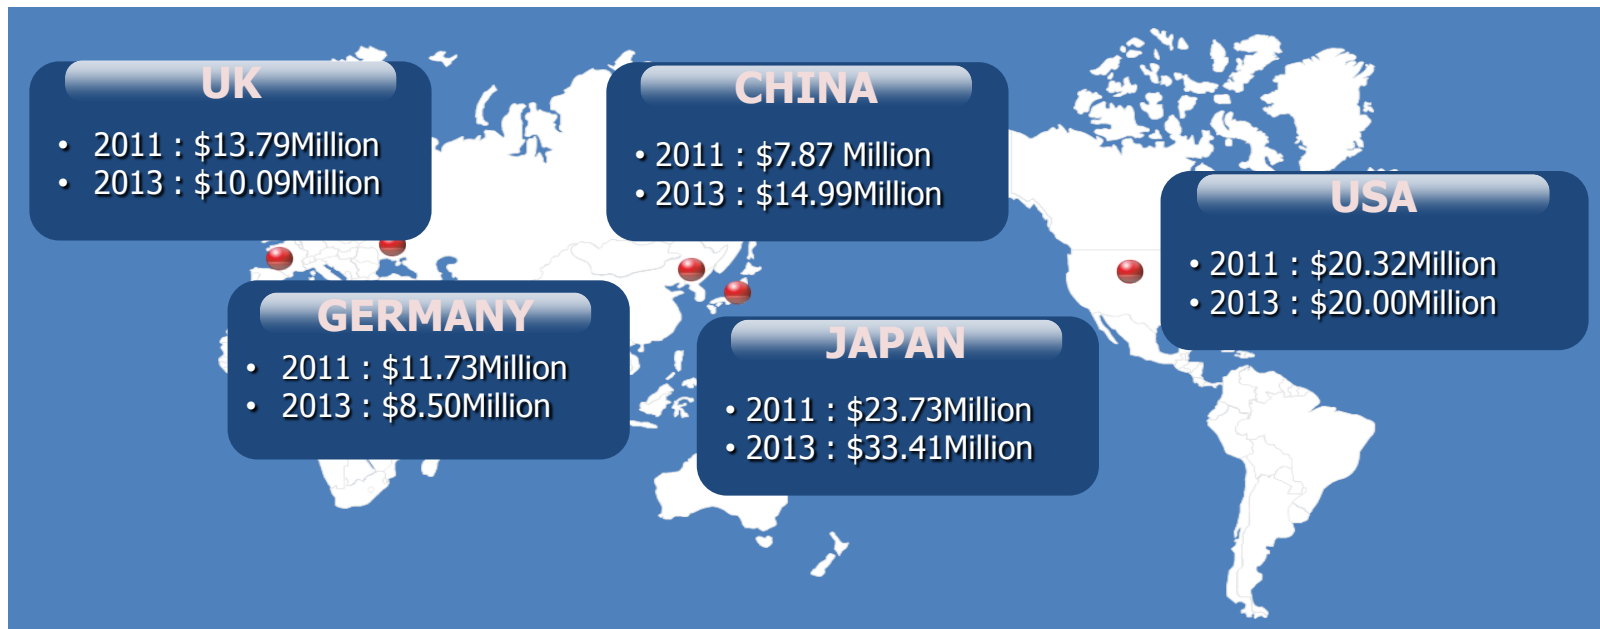 UK
• 2011 : $13.79Million
• 2013 : $10.09Million
CHINA
• 2011 : $7.87 Million
• 2013 : $14.99Million
USA
• 2011 : $20.32Million
• 2013 : $20.00Million
GERMANY
• 2011 : $11.73Million
• 2013 : $8.50Million
JAPAN
• 2011 : $23.73Million
• 2013 : $33.41Million